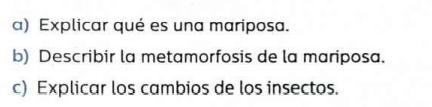 a) Explicar qué es una mariposa.
b) Describir la metamorfosis de la mariposa.
c) Explicar los cambios de los insectos.